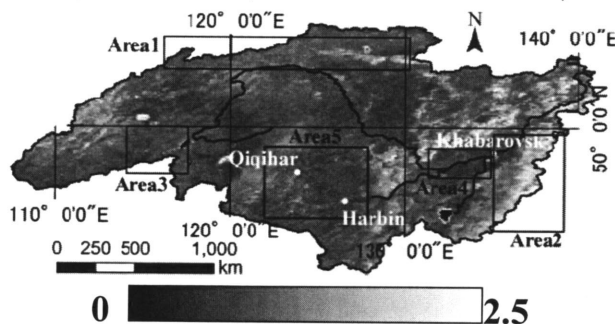 120° 0'0"E
N
140° 0'0"E
Area1
50° 0'0"N
Khabarovsk
Area5
Qiqihar
Area3
Area4
110° 0'0"E
Harbin
120° 0'0"E
130° 0'0"E
Area2
0 250 500 1,000
km
0 2.5